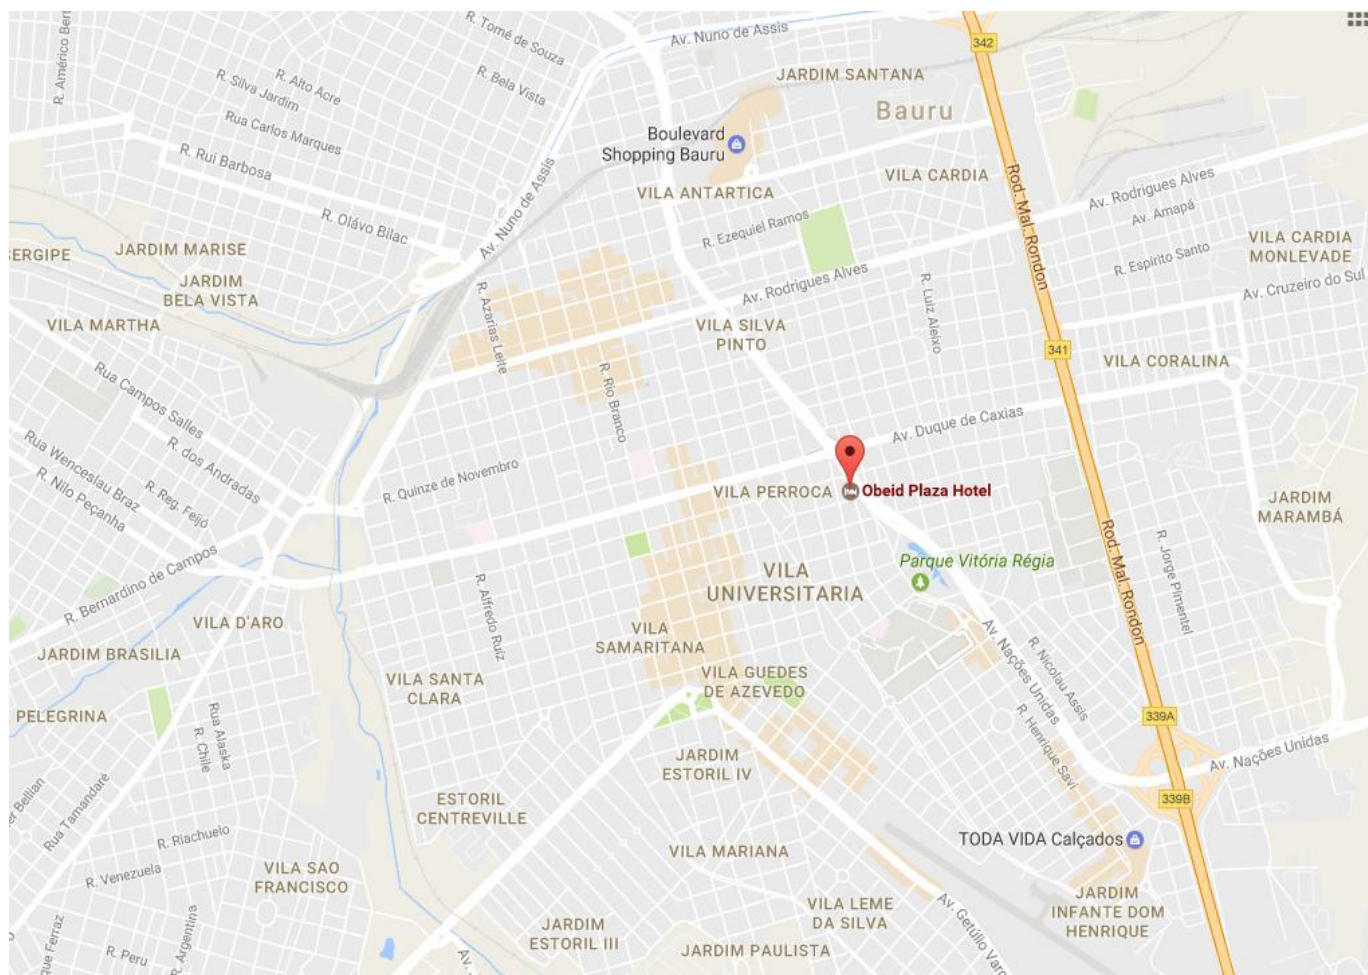 R. Tomé de Souza
Av. Nuno de Assis
342
R. Américo
R. Alto Acre
R. Silva Jardim
R. Bela Vista
JARDIM SANTANA
Bauru
Rua Carlos Marques
Boulevard
Shopping Bauru
R. Ruí Barbosa
VILA ANTARTICA
VILA CARDIA
Rod. Mal. Rondon
Av. Rodrigues Alves
Av. Amapá
R. Olávo Bilac
Av. Nuno de Assis
R. Ezequiel Ramos
VILA CARDIA
MONLEVADE
ERGIPE
JARDIM MARISE
R. Espírito Santo
JARDIM
BELA VISTA
Av. Rodrigues Alves
R. Luiz Aleixo
Av. Cruzeiro do Sul
R. Azarias Leite
VILA MARTHA
VILA SILVA
PINTO
341
VILA CORALINA
Rua Campos Salles
R. Rio Branco
Av. Duque de Caxias
Rua Wenceslau Braz
R. dos Andradas
R. Quinze de Novembro
R. Nilo Peçanha
R. Reg. Feijó
VILA PERROCA
Obeid Plaza Hotel
JARDIM
MARAMBÁ
Rod. Mal. Rondon
R. Jorge Pimentel
R. Bernardino de Campos
Parque Vitória Régia
VILA
UNIVERSITARIA
R. Alfredo Ruíz
VILA D'ARO
VILA
SAMARITANA
JARDIM BRASILIA
Av. Nações Unidas
R. Nicolau Assis
VILA SANTA
CLARA
VILA GUEDES
DE AZEVEDO
PELEGRINA
Rua Alaska
R. Chile
R. Henrique Savi
339A
JARDIM
ESTORIL IV
Av. Nações Unidas
Bellian
Rua Tamandaré
ESTORIL
CENTREVILLE
339B
R. Riachuelo
TODA VIDA Calçados
VILA MARIANA
R. Venezuela
VILA SAO
FRANCISCO
VILA LEME
DA SILVA
Av. Getúlio
JARDIM
INFANTE DOM
HENRIQUE
JARDIM
ESTORIL III
JARDIM PAULISTA
Ferraz
R. Peru
R. Argentina
Av.